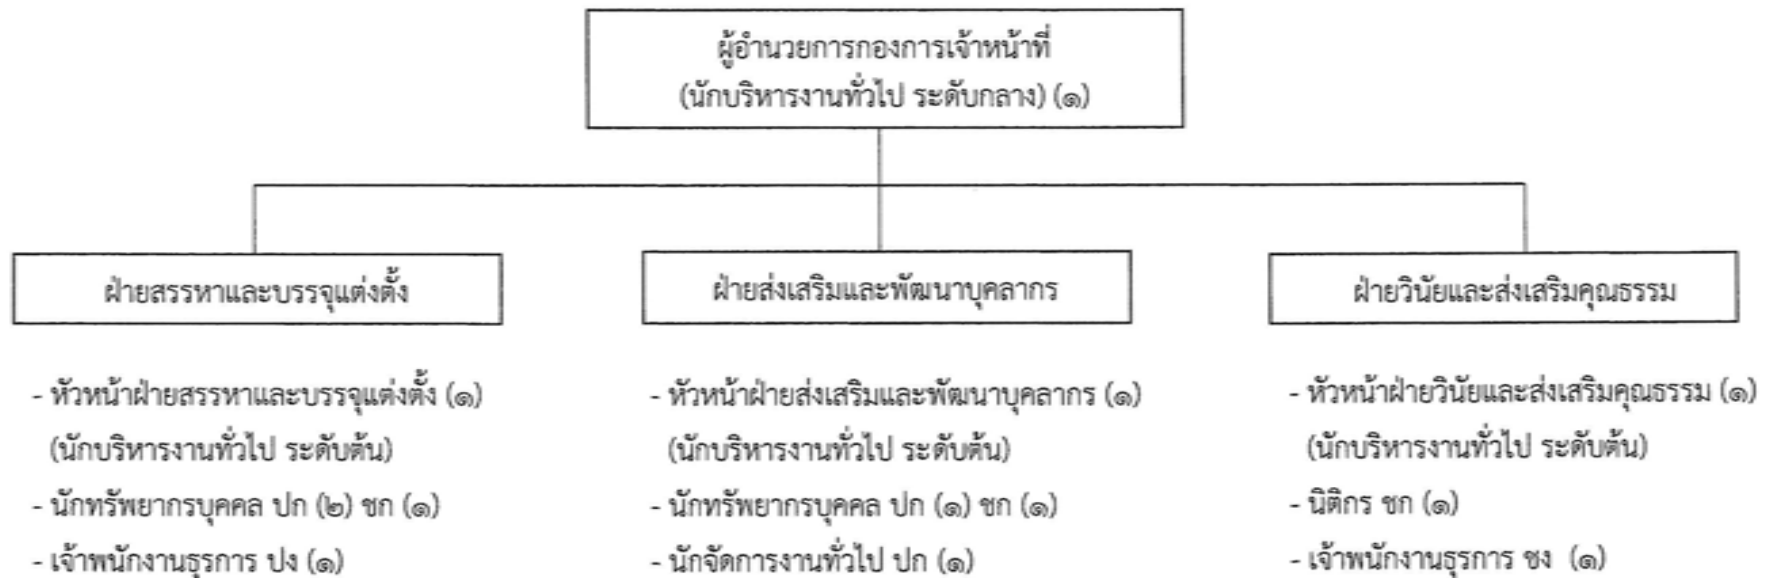 ผู้อำนวยการกองการเจ้าหน้าที่
(นักบริหารงานทั่วไป ระดับกลาง) (๑)
ฝ่ายสรรหาและบรรจุแต่งตั้ง
- หัวหน้าฝ่ายสรรหาและบรรจุแต่งตั้ง (๑)
(นักบริหารงานทั่วไป ระดับต้น)
- นักทรัพยากรบุคคล ปก (๒) ชก (๑)
- เจ้าพนักงานธุรการ ปง (๑)
ฝ่ายส่งเสริมและพัฒนาบุคลากร
- หัวหน้าฝ่ายส่งเสริมและพัฒนาบุคลากร (๑)
(นักบริหารงานทั่วไป ระดับต้น)
- นักทรัพยากรบุคคล ปก (๑) ชก (๑)
- นักจัดการงานทั่วไป ปก (๑)
ฝ่ายวินัยและส่งเสริมคุณธรรม
- หัวหน้าฝ่ายวินัยและส่งเสริมคุณธรรม (๑)
(นักบริหารงานทั่วไป ระดับต้น)
- นิติกร ชก (๑)
- เจ้าพนักงานธุรการ ชง (๑)